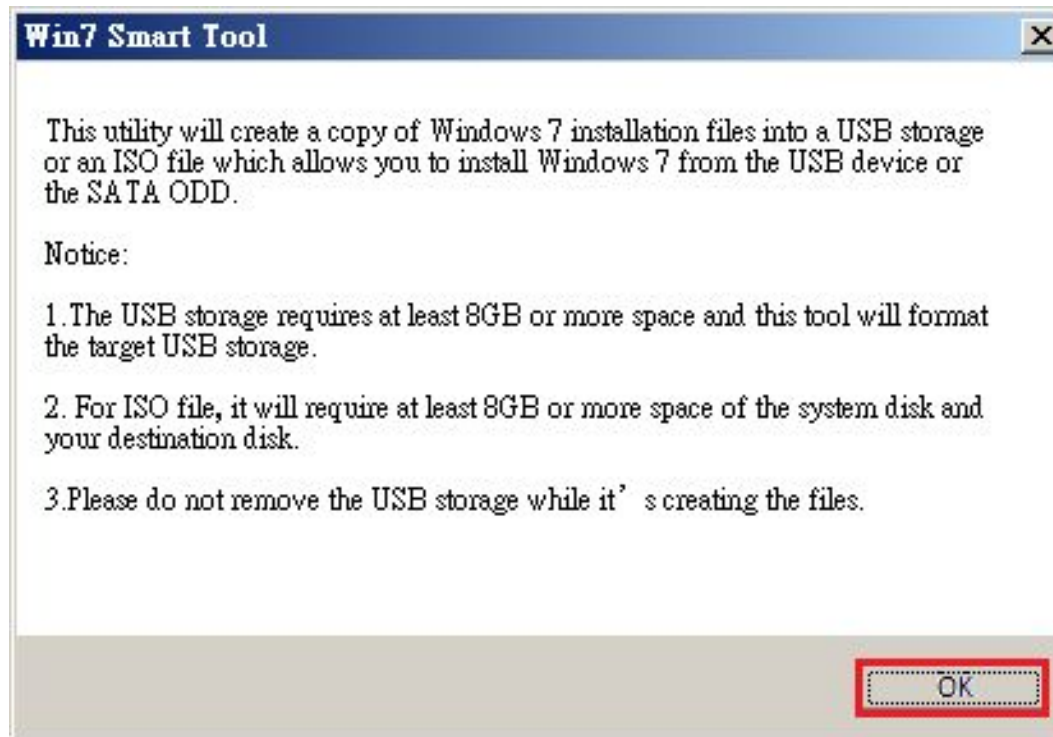 Win7 Smart Tool
This utility will create a copy of Windows 7 installation files into a USB storage
or an ISO file which allows you to install Windows 7 from the USB device or
the SATA ODD.
Notice:
1.The USB storage requires at least 8GB or more space and this tool will format
the target USB storage.
2. For ISO file, it will require at least 8GB or more space of the system disk and
your destination disk.
3.Please do not remove the USB storage while it’ s creating the files.
OK